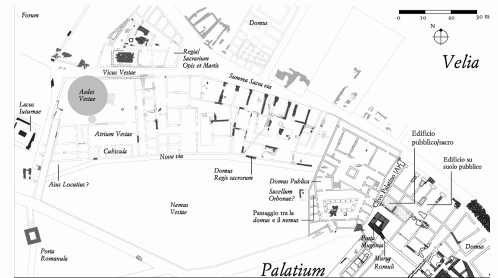 Forum
Domus
0
10
20
30 m
N
Velia
Regia/
Sacrarium
Opis et Martis
Vicus Vestae
Summa Sacra via
Aedes
Vestae
Lacus
Iuturnae
Atrium Vestae
Cubicula
Nova via
Edificio
pubblico/sacro
Edificio su
suolo pubblico
Aius Locutius ?
Domus
Regis sacrorum
Domus Publica
Sacellum
Orbonae?
Nemus
Vestae
Passaggio tra la
domus e il nemus
Porta
Mugonia
Murus
Romuli
Domus
Porta
Romanula
Palatium